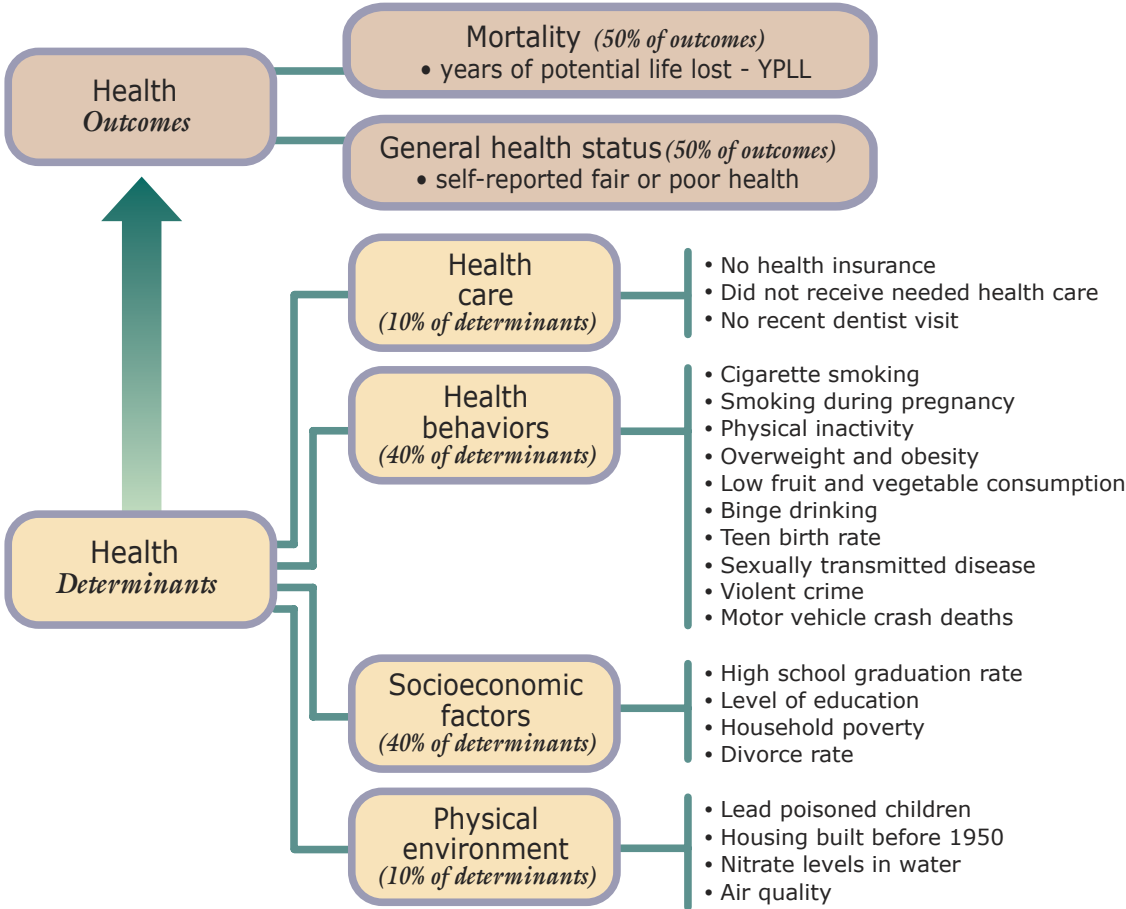 Health
Outcomes
Mortality (50% of outcomes)
• years of potential life lost - YPLL
General health status (50% of outcomes)
• self-reported fair or poor health
Health
Determinants
Health
care
(10% of determinants)
• No health insurance
• Did not receive needed health care
• No recent dentist visit
Health
behaviors
(40% of determinants)
• Cigarette smoking
• Smoking during pregnancy
• Physical inactivity
• Overweight and obesity
• Low fruit and vegetable consumption
• Binge drinking
• Teen birth rate
• Sexually transmitted disease
• Violent crime
• Motor vehicle crash deaths
Socioeconomic
factors
(40% of determinants)
• High school graduation rate
• Level of education
• Household poverty
• Divorce rate
Physical
environment
(10% of determinants)
• Lead poisoned children
• Housing built before 1950
• Nitrate levels in water
• Air quality